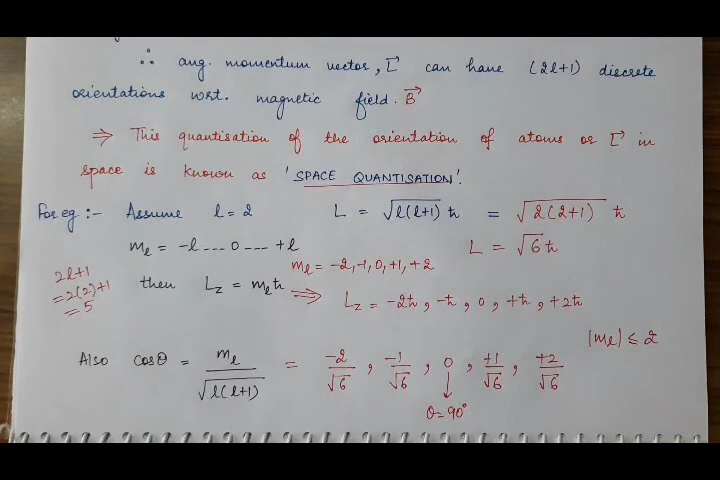 ∴ ang. momentum vector, L⃗ can have (2l+1) discrete
orientations wrt. magnetic field. B⃗
⇒ This quantisation of the orientation of atoms or L⃗ in
space is known as 'SPACE QUANTISATION'.
For eg :- Assume l = 2 L = √l(l+1) ħ = √2(2+1) ħ
mₗ = -l --- 0 --- +l L = √6 ħ
2l+1
= 2(2)+1
= 5
mₗ = -2, -1, 0, +1, +2
then L_z = mₗħ ⇒ L_z = -2ħ, -ħ, 0, +ħ, +2ħ
|mₗ| ≤ 2
Also cosθ = mₗ/√l(l+1) = -2/√6, -1/√6, 0, +1/√6, +2/√6
↓
θ = 90°